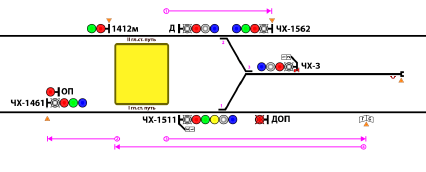 1412м
Д
ЧХ-1562
II гл.ст. путь
ЧХ-3
ОП
ЧХ-1461
I гл.ст. путь
ЧХ-1511
ДОП